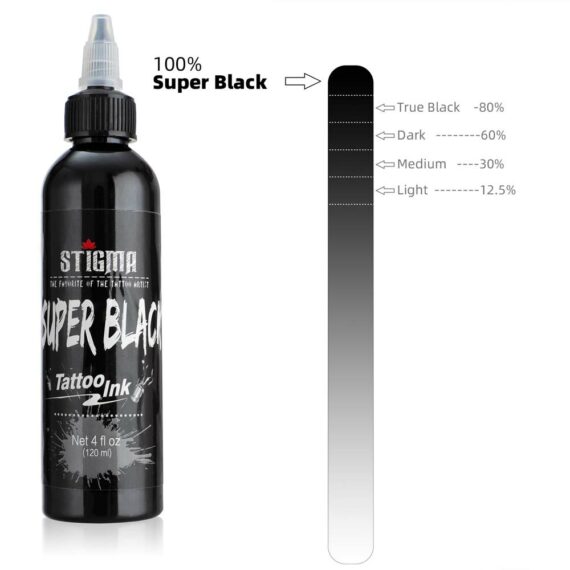 100%
Super Black
True Black -80%
Dark ------60%
Medium ----30%
Light --------12.5%
STIGMA
THE FAVORITE OF THE TATTOO ARTIST
SUPER BLACK
Tattoo Ink
Net 4 fl oz
(120 ml)